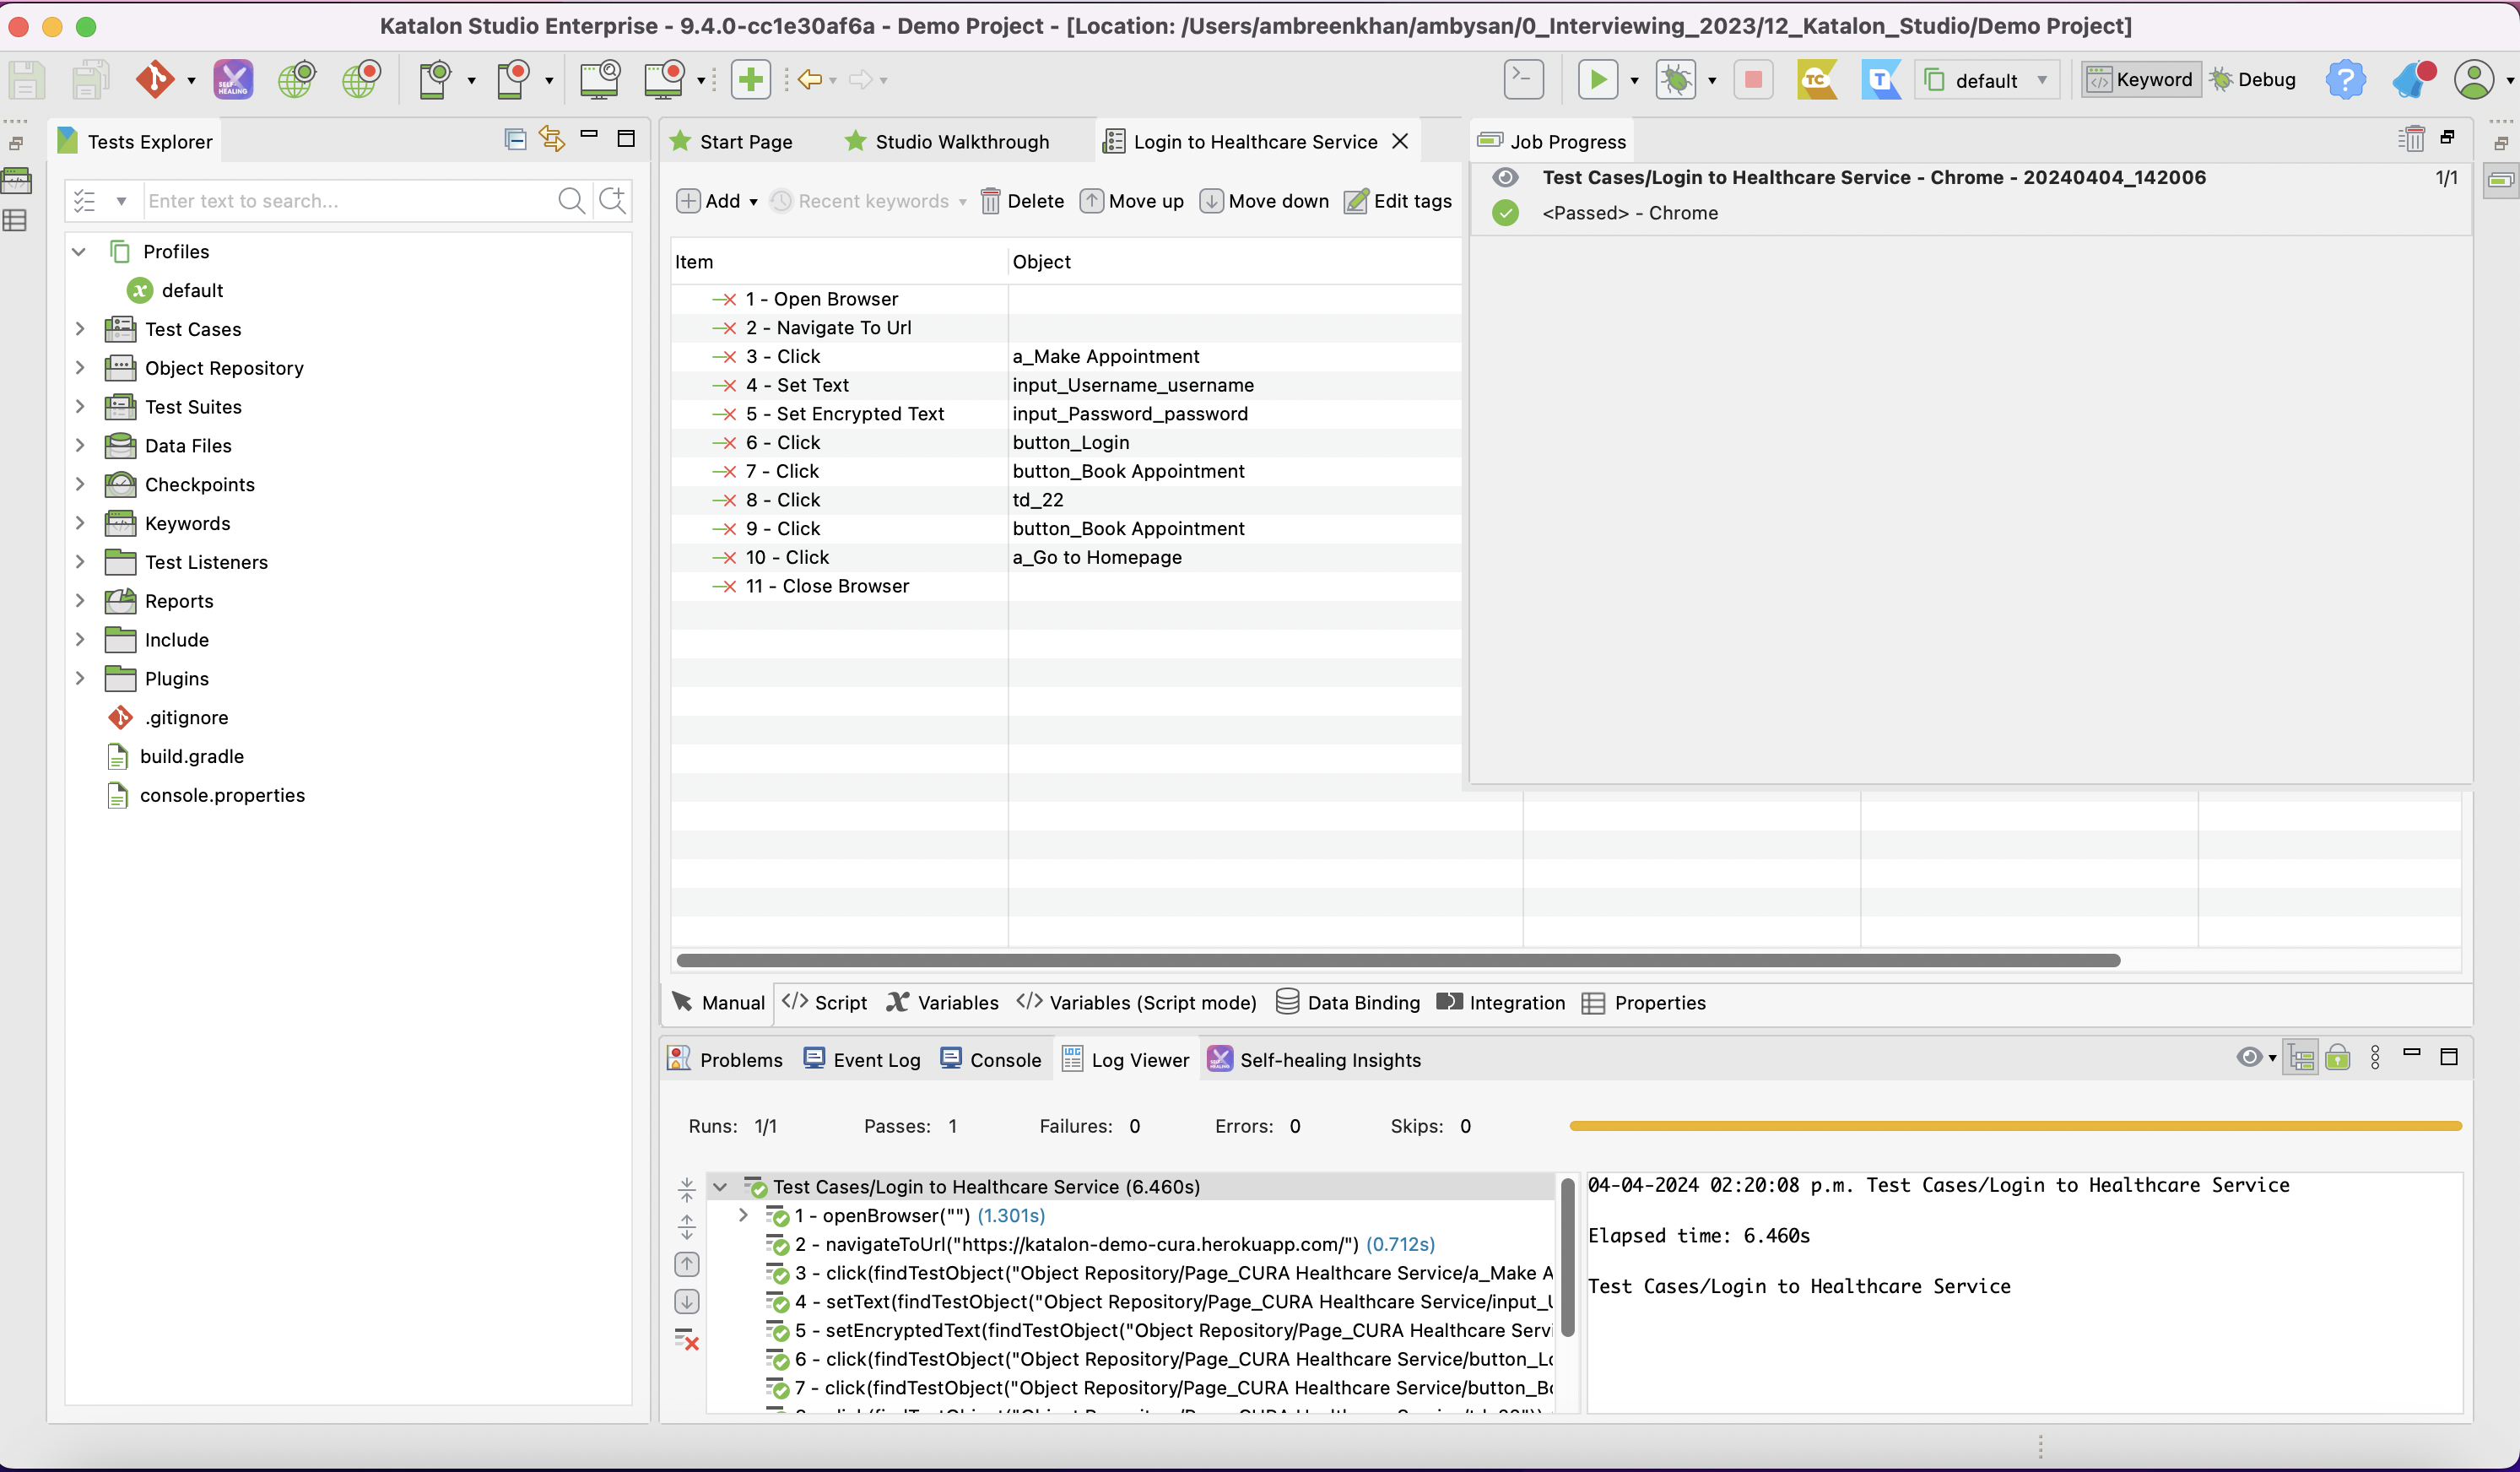 Katalon Studio Enterprise - 9.4.0-cc1e30af6a - Demo Project - [Location: /Users/ambreenkhan/ambysan/0_Interviewing_2023/12_Katalon_Studio/Demo Project]
SELF HEALING
TC
T
default
Keyword
Debug
Tests Explorer
Enter text to search...
Profiles
default
Test Cases
Object Repository
Test Suites
Data Files
Checkpoints
Keywords
Test Listeners
Reports
Include
Plugins
.gitignore
build.gradle
console.properties
Start Page
Studio Walkthrough
Login to Healthcare Service
Add
Recent keywords
Delete
Move up
Move down
Edit tags
Item Object
1 - Open Browser
2 - Navigate To Url
3 - Click a_Make Appointment
4 - Set Text input_Username_username
5 - Set Encrypted Text input_Password_password
6 - Click button_Login
7 - Click button_Book Appointment
8 - Click td_22
9 - Click button_Book Appointment
10 - Click a_Go to Homepage
11 - Close Browser
Job Progress
Test Cases/Login to Healthcare Service - Chrome - 20240404_142006 1/1
<Passed> - Chrome
Manual
Script
Variables
Variables (Script mode)
Data Binding
Integration
Properties
Problems
Event Log
Console
Log Viewer
Self-healing Insights
Runs: 1/1 Passes: 1 Failures: 0 Errors: 0 Skips: 0
Test Cases/Login to Healthcare Service (6.460s)
1 - openBrowser("") (1.301s)
2 - navigateToUrl("https://katalon-demo-cura.herokuapp.com/") (0.712s)
3 - click(findTestObject("Object Repository/Page_CURA Healthcare Service/a_Make A
4 - setText(findTestObject("Object Repository/Page_CURA Healthcare Service/input_U
5 - setEncryptedText(findTestObject("Object Repository/Page_CURA Healthcare Servi
6 - click(findTestObject("Object Repository/Page_CURA Healthcare Service/button_Lo
7 - click(findTestObject("Object Repository/Page_CURA Healthcare Service/button_Bo
04-04-2024 02:20:08 p.m. Test Cases/Login to Healthcare Service
Elapsed time: 6.460s
Test Cases/Login to Healthcare Service